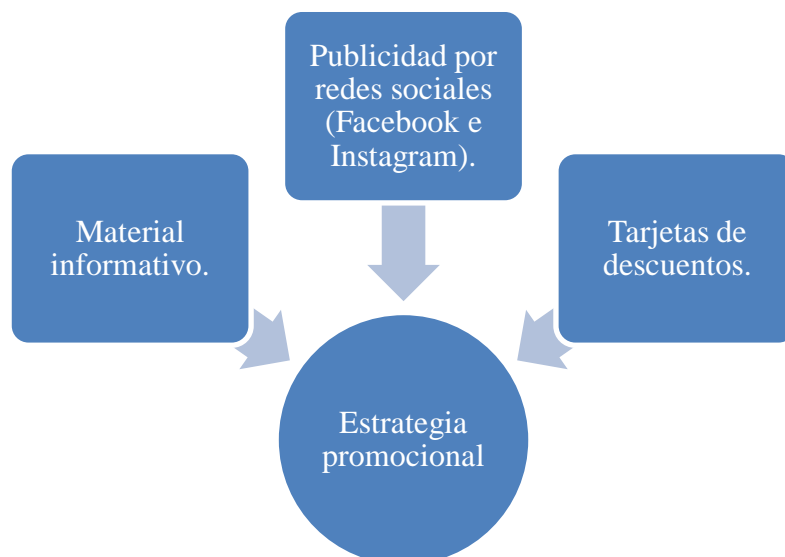 Publicidad por
redes sociales
(Facebook e
Instagram).
Material
informativo.
Tarjetas de
descuentos.
Estrategia
promocional